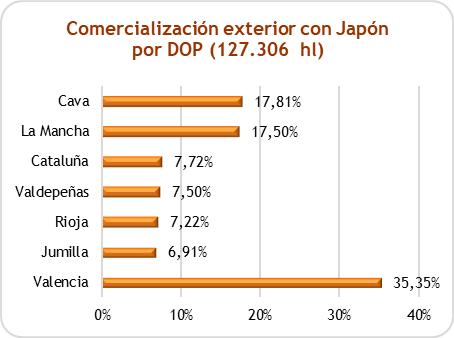 Comercialización exterior con Japón
por DOP (127.306 hl)
Cava 17,81%
La Mancha 17,50%
Cataluña 7,72%
Valdepeñas 7,50%
Rioja 7,22%
Jumilla 6,91%
Valencia 35,35%
0% 10% 20% 30% 40%